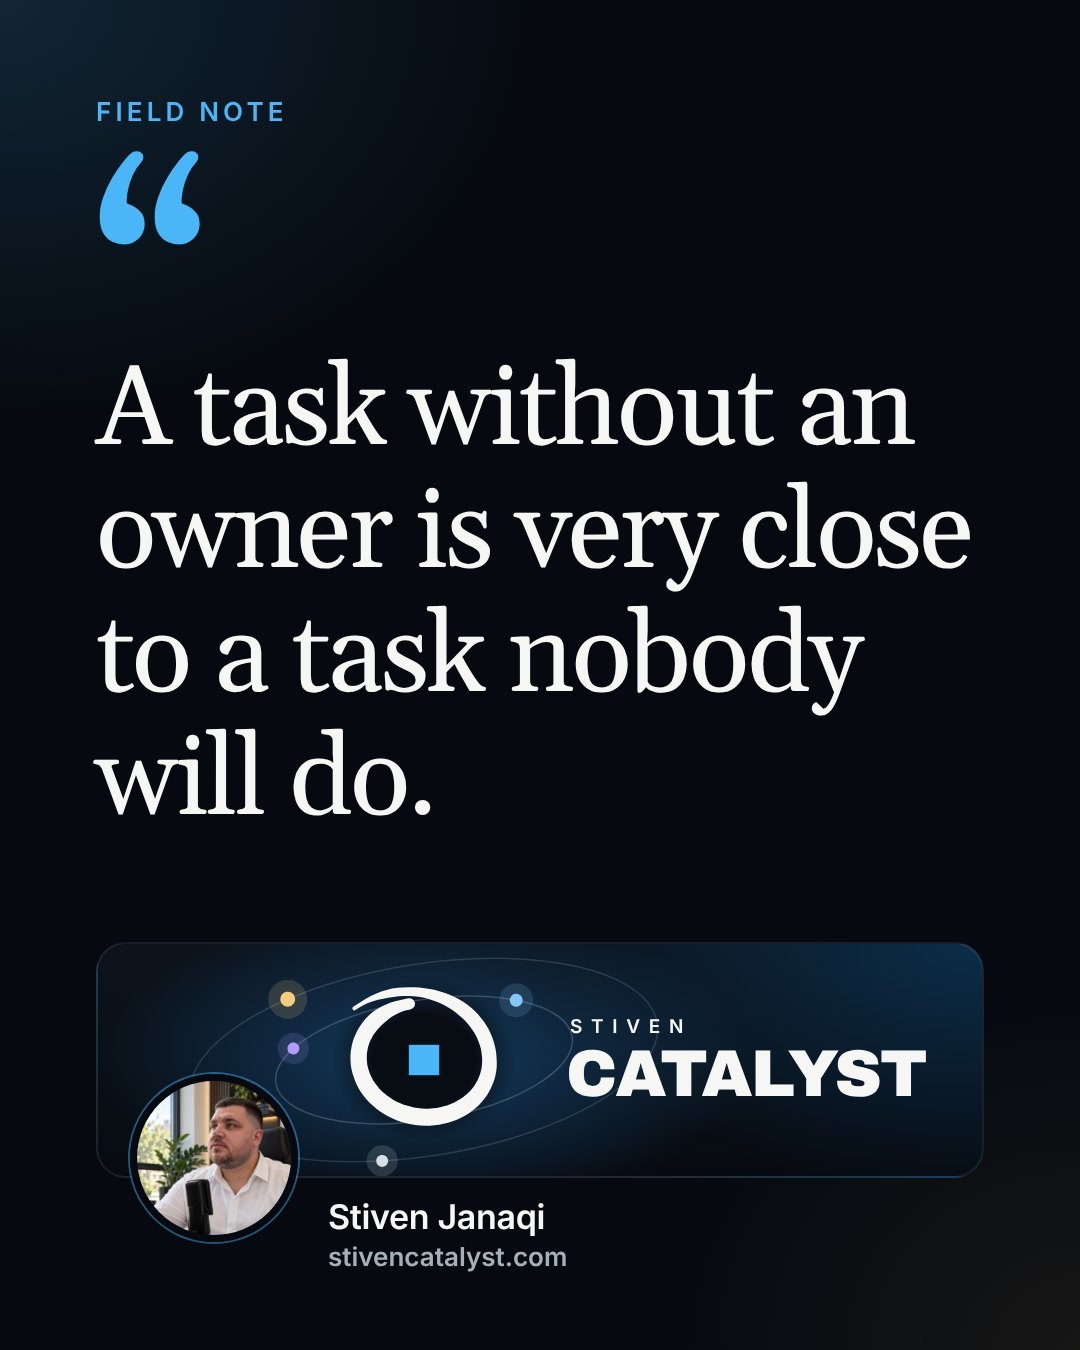 FIELD NOTE
“
A task without an
owner is very close
to a task nobody
will do.
STIVEN
CATALYST
Stiven Janaqi
stivencatalyst.com